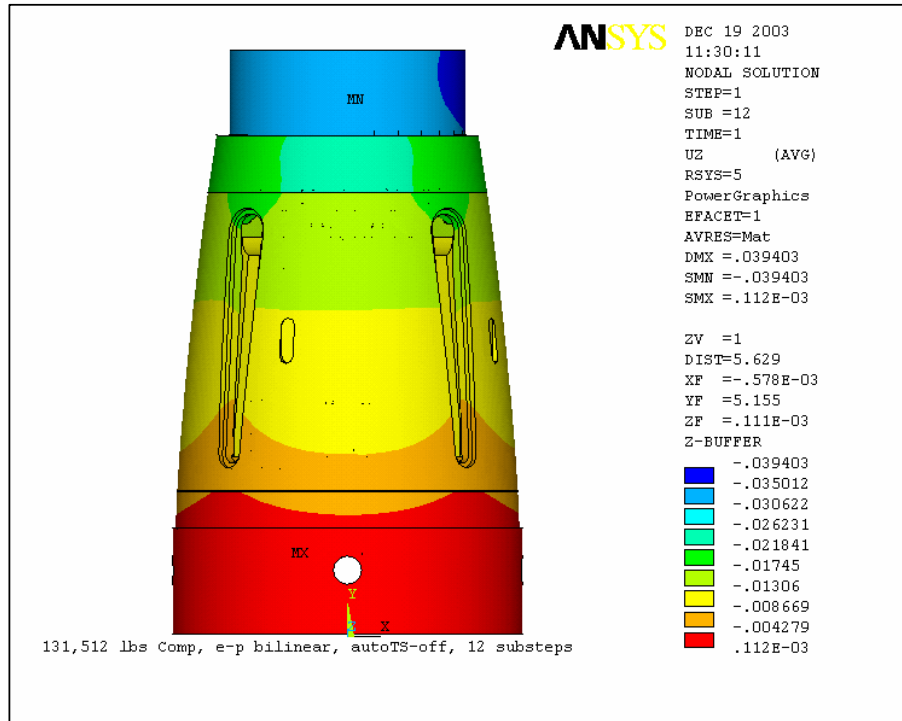 ANSYS
DEC 19 2003
11:30:11
NODAL SOLUTION
STEP=1
SUB =12
TIME=1
UZ (AVG)
RSYS=5
PowerGraphics
EFACET=1
AVRES=Mat
DMX =.039403
SMN =-.039403
SMX =.112E-03
ZV =1
DIST=5.629
XF =-.578E-03
YF =5.155
ZF =.111E-03
Z-BUFFER
-.039403
-.035012
-.030622
-.026231
-.021841
-.01745
-.01306
-.008669
-.004279
.112E-03
MN
MX
Y
X
131,512 lbs Comp, e-p bilinear, autoTS-off, 12 substeps